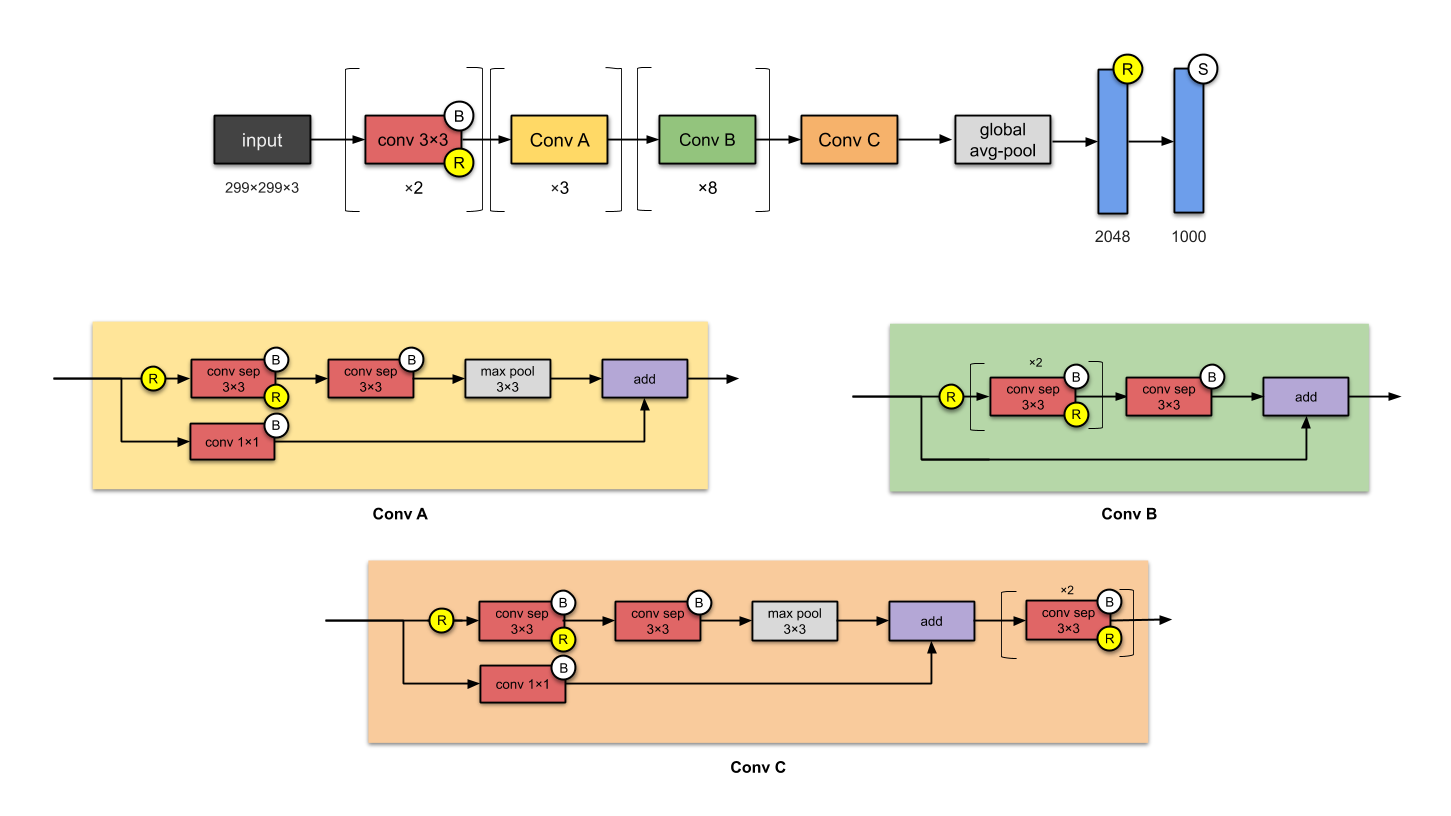 input
299×299×3
conv 3×3
B
R
×2
Conv A
×3
Conv B
×8
Conv C
global
avg-pool
R
2048
S
1000
R
conv sep
3×3
B
R
conv sep
3×3
B
max pool
3×3
add
conv 1×1
B
Conv A
R
×2
conv sep
3×3
B
R
conv sep
3×3
B
add
Conv B
R
conv sep
3×3
B
R
conv sep
3×3
B
max pool
3×3
add
×2
conv sep
3×3
B
R
conv 1×1
B
Conv C